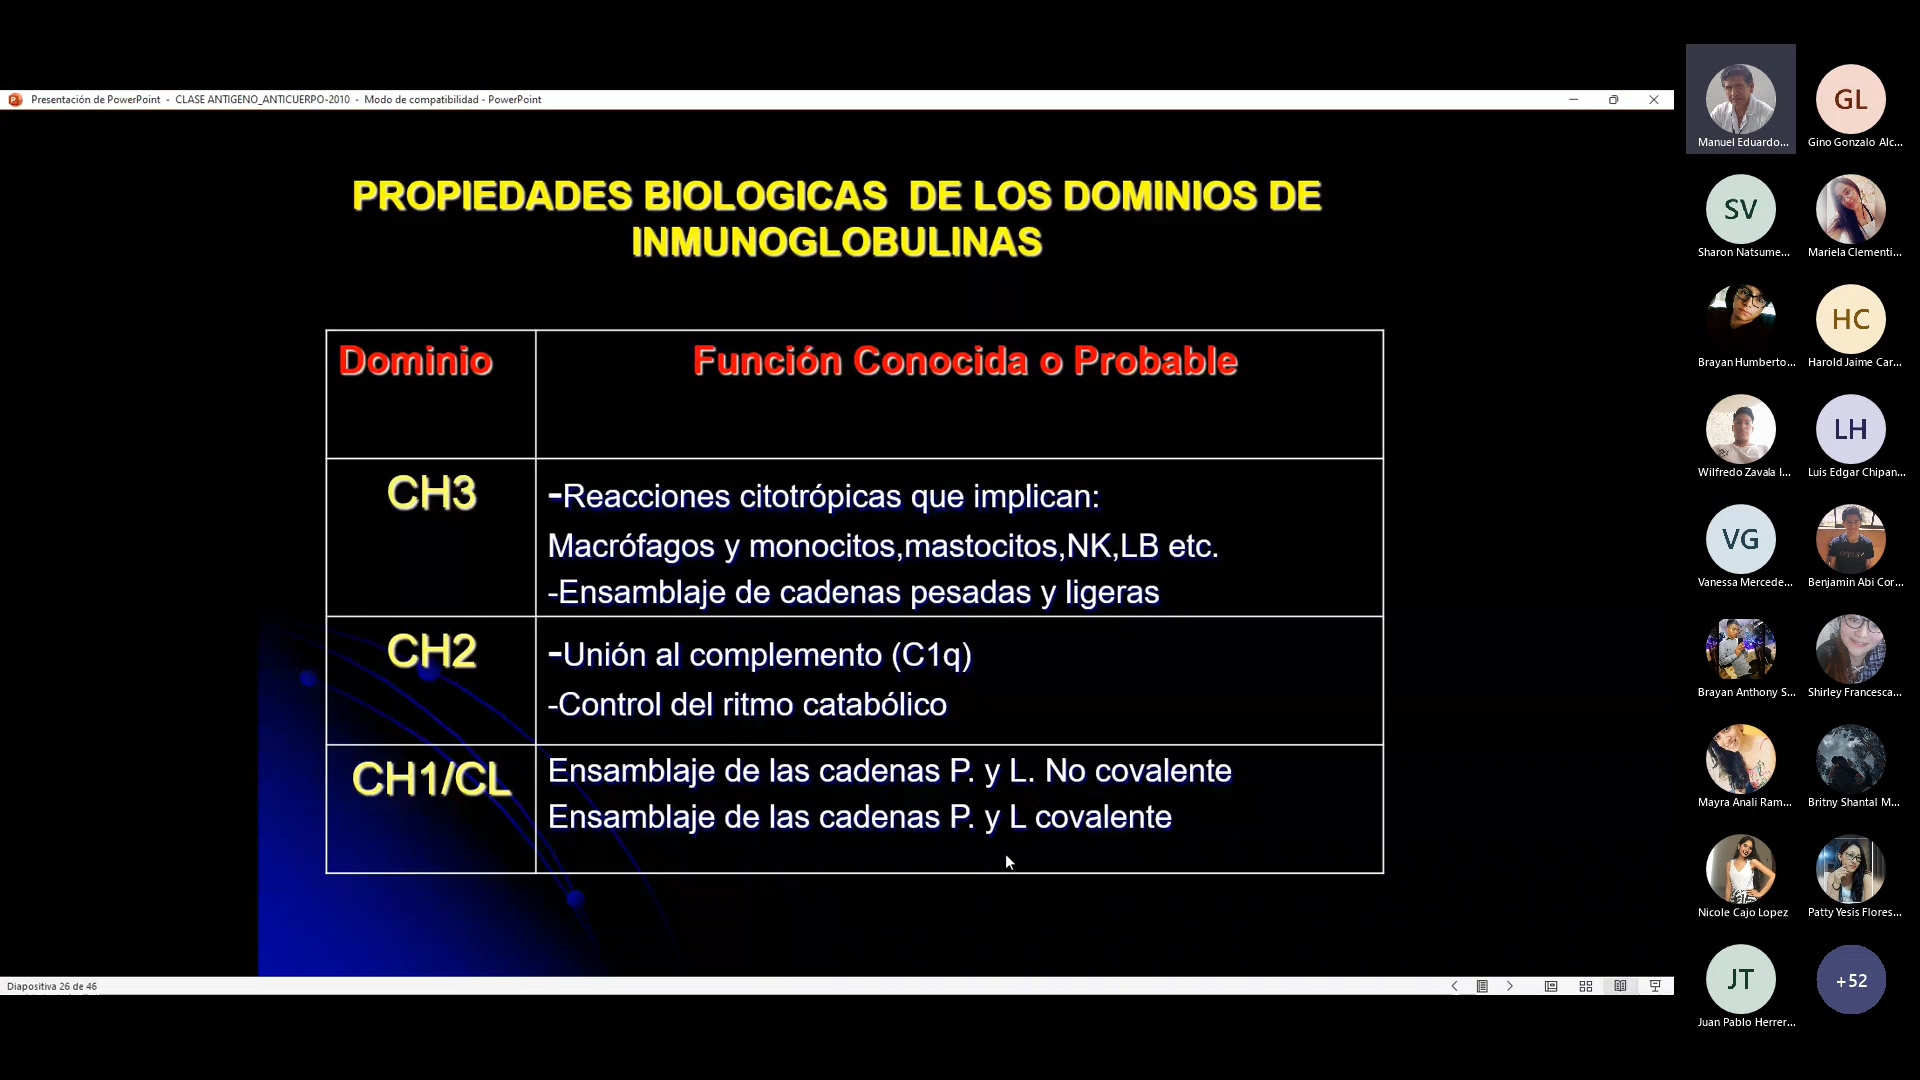 Presentación de PowerPoint - CLASE ANTIGENO_ANTICUERPO-2010 - Modo de compatibilidad - PowerPoint
PROPIEDADES BIOLOGICAS DE LOS DOMINIOS DE
INMUNOGLOBULINAS
Dominio
Función Conocida o Probable
CH3
-Reacciones citotrópicas que implican:
Macrófagos y monocitos,mastocitos,NK,LB etc.
-Ensamblaje de cadenas pesadas y ligeras
CH2
-Unión al complemento (C1q)
-Control del ritmo catabólico
CH1/CL
Ensamblaje de las cadenas P. y L. No covalente
Ensamblaje de las cadenas P. y L covalente
Diapositiva 26 de 46
Manuel Eduardo...
GL
Gino Gonzalo Alc...
SV
Sharon Natsume...
Mariela Clementi...
Brayan Humberto...
HC
Harold Jaime Car...
Wilfredo Zavala I...
LH
Luis Edgar Chipan...
VG
Vanessa Mercede...
Benjamin Abi Cor...
Brayan Anthony S...
Shirley Francesca...
Mayra Anali Ram...
Britny Shantal M...
Nicole Cajo Lopez
Patty Yesis Flores...
JT
Juan Pablo Herrer...
+52